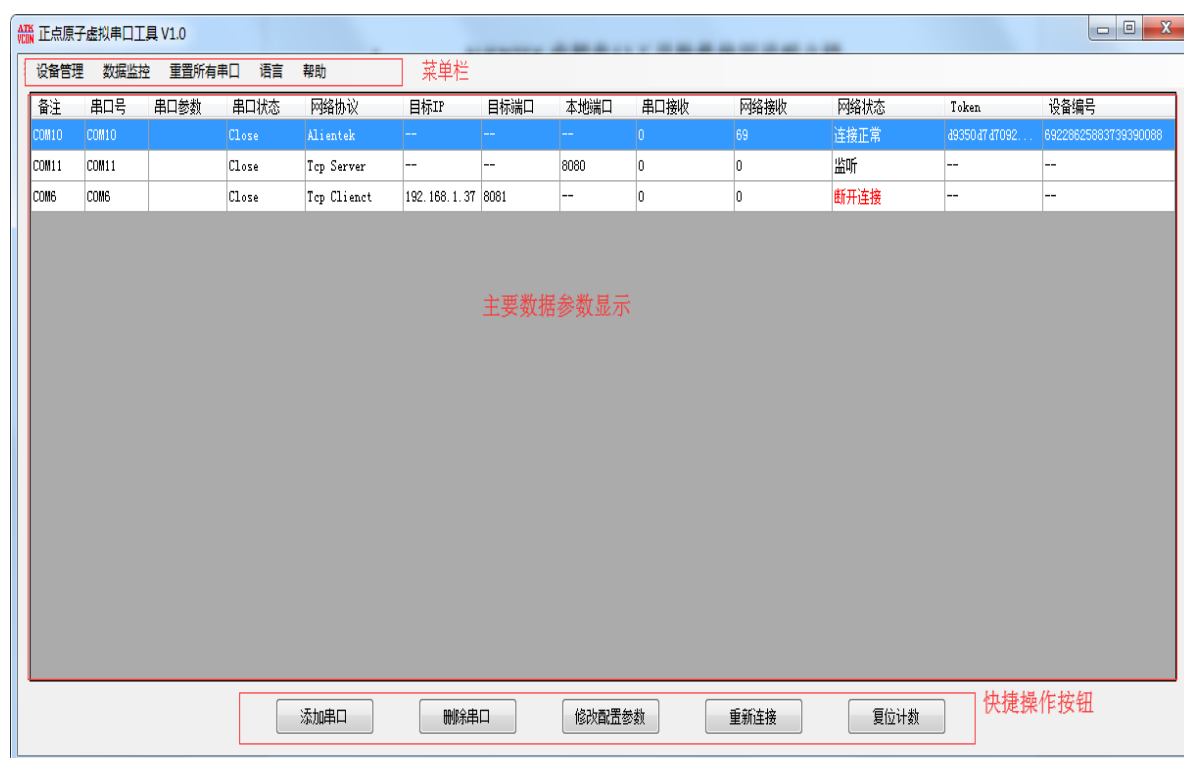 ATK
VCOM 正点原子虚拟串口工具 V1.0
设备管理 数据监控 重置所有串口 语言 帮助 菜单栏
备注 串口号 串口参数 串口状态 网络协议 目标IP 目标端口 本地端口 串口接收 网络接收 网络状态 Token 设备编号
COM10 COM10 Close Alientek -- -- -- 0 69 连接正常 d9350d7d7092... 69228625883739390088
COM11 COM11 Close Tcp Server -- -- 8080 0 0 监听 -- --
COM6 COM6 Close Tcp Clienct 192.168.1.37 8081 -- 0 0 断开连接 -- --
主要数据参数显示
添加串口 删除串口 修改配置参数 重新连接 复位计数 快捷操作按钮